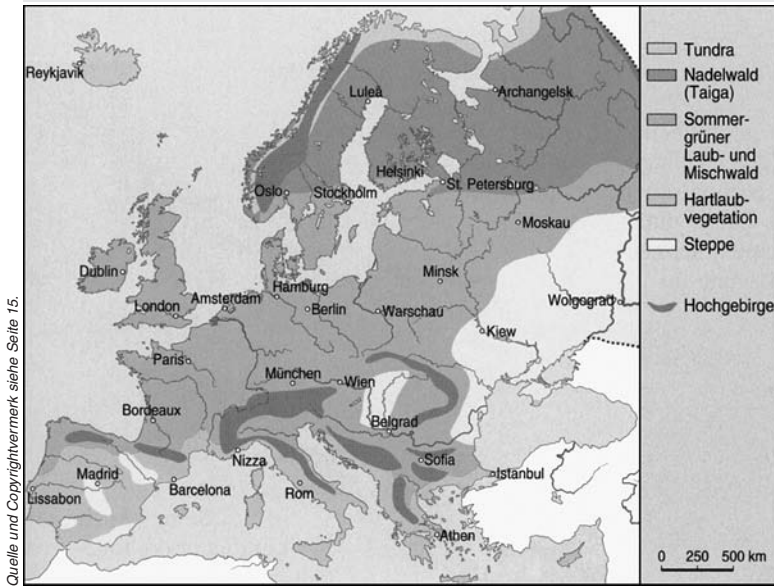 Reykjavik
Luleå
Archangelsk
Oslo
Stockholm
Helsinki
St. Petersburg
Moskau
Dublin
Hamburg
Minsk
London
Amsterdam
Berlin
Warschau
Wolgograd
Kiew
Paris
München
Wien
Bordeaux
Belgrad
Nizza
Sofia
Madrid
Istanbul
Lissabon
Barcelona
Rom
Athen
Tundra
Nadelwald
(Taiga)
Sommer-
grüner
Laub- und
Mischwald
Hartlaub-
vegetation
Steppe
Hochgebirge
0 250 500 km
Quelle und Copyrightvermerk siehe Seite 15.